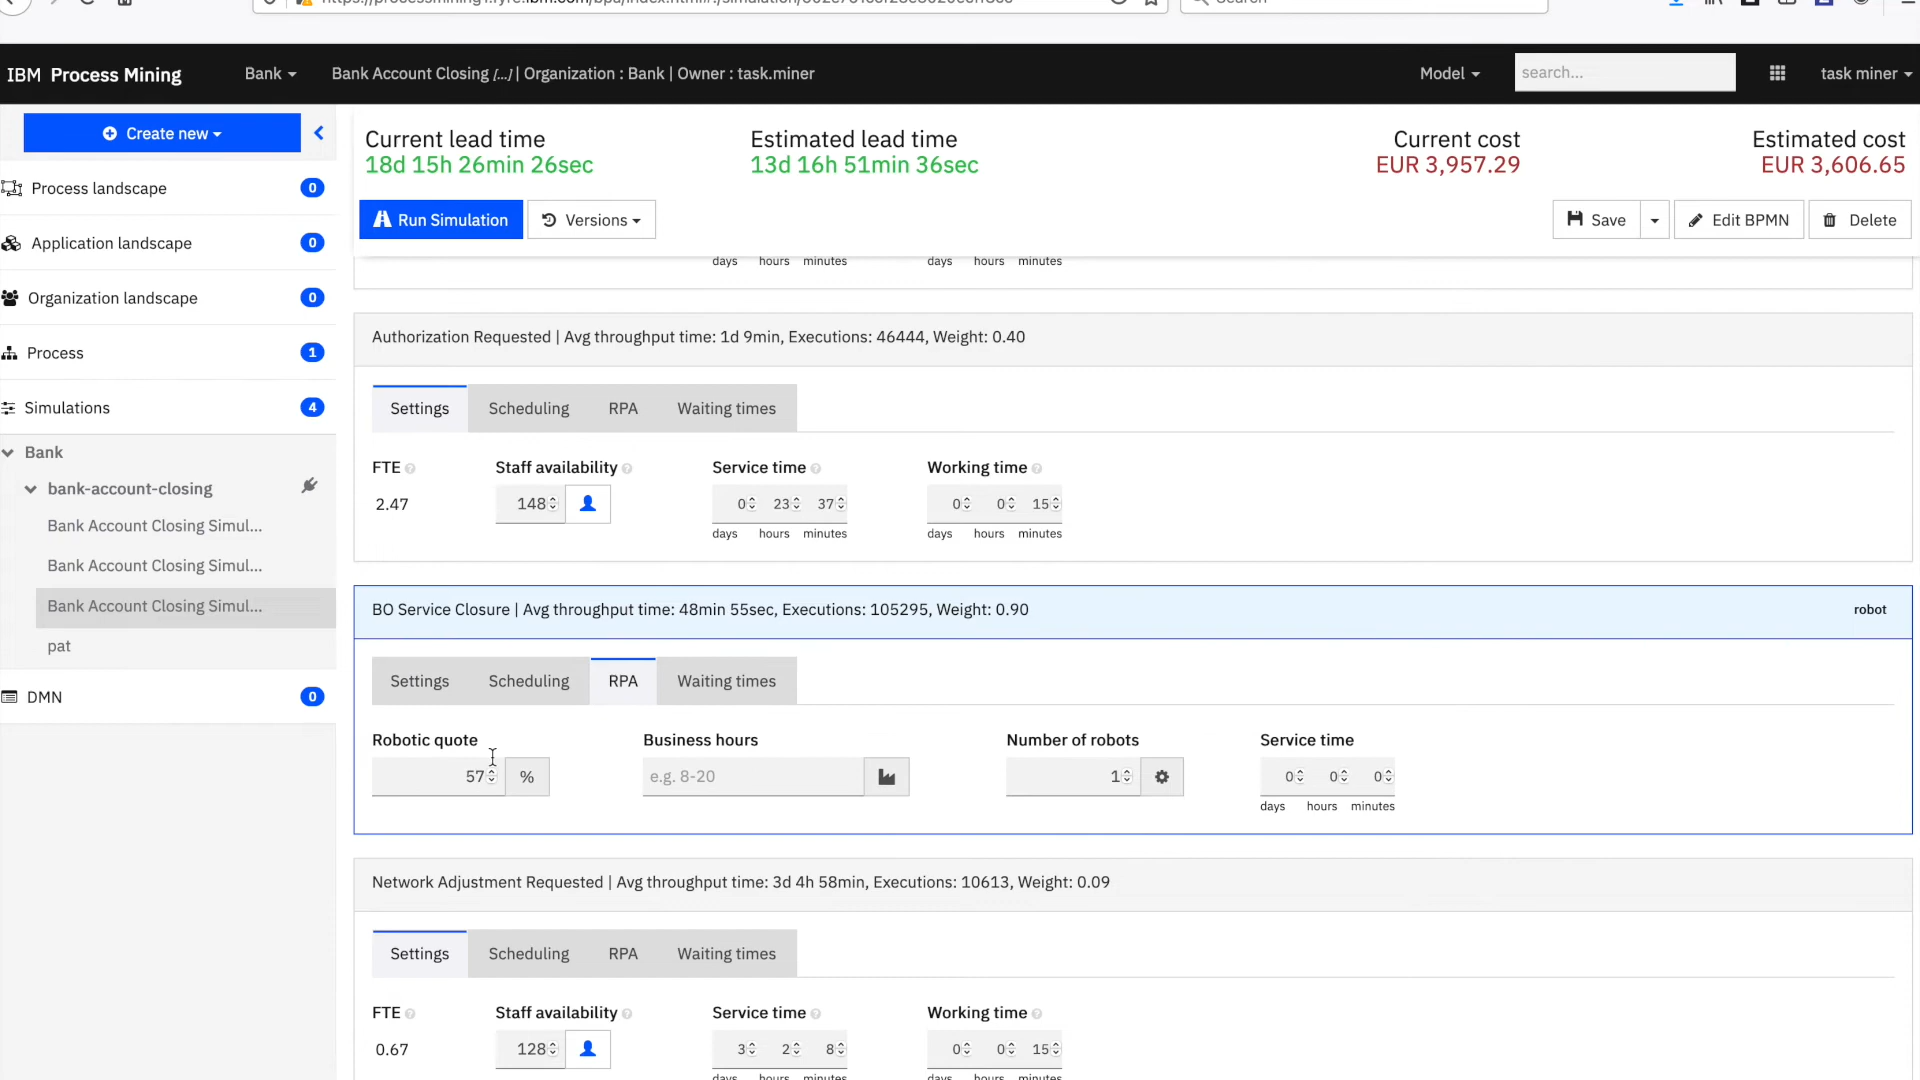 IBM Process Mining
Bank
Bank Account Closing [...] | Organization : Bank | Owner : task.miner
Model
search...
task miner
Create new
Current lead time
18d 15h 26min 26sec
Estimated lead time
13d 16h 51min 36sec
Current cost
EUR 3,957.29
Estimated cost
EUR 3,606.65
Process landscape 0
Run Simulation
Versions
Save
Edit BPMN
Delete
Application landscape 0
days hours minutes days hours minutes
Organization landscape 0
Authorization Requested | Avg throughput time: 1d 9min, Executions: 46444, Weight: 0.40
Process 1
Simulations 4
Settings Scheduling RPA Waiting times
Bank
bank-account-closing
Bank Account Closing Simul...
Bank Account Closing Simul...
Bank Account Closing Simul...
pat
DMN 0
FTE Staff availability Service time Working time
2.47 148 0 23 37 0 0 15
days hours minutes days hours minutes
BO Service Closure | Avg throughput time: 48min 55sec, Executions: 105295, Weight: 0.90 robot
Settings Scheduling RPA Waiting times
Robotic quote Business hours Number of robots Service time
57 % e.g. 8-20 1 0 0 0
days hours minutes
Network Adjustment Requested | Avg throughput time: 3d 4h 58min, Executions: 10613, Weight: 0.09
Settings Scheduling RPA Waiting times
FTE Staff availability Service time Working time
0.67 128 3 2 8 0 0 15
days hours minutes days hours minutes